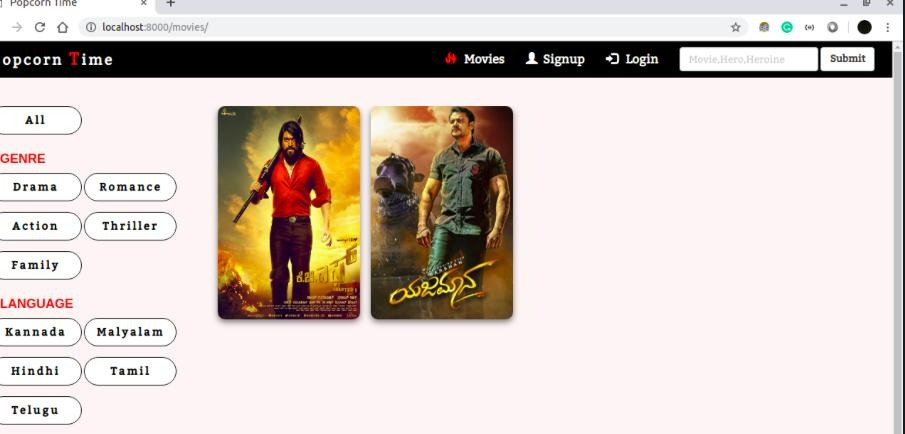 Popcorn Time
localhost:8000/movies/
opcorn Time
Movies
Signup
Login
Movie,Hero,Heroine
Submit
All
GENRE
Drama
Romance
Action
Thriller
Family
LANGUAGE
Kannada
Malyalam
Hindhi
Tamil
Telugu
ಯಜಮಾನ